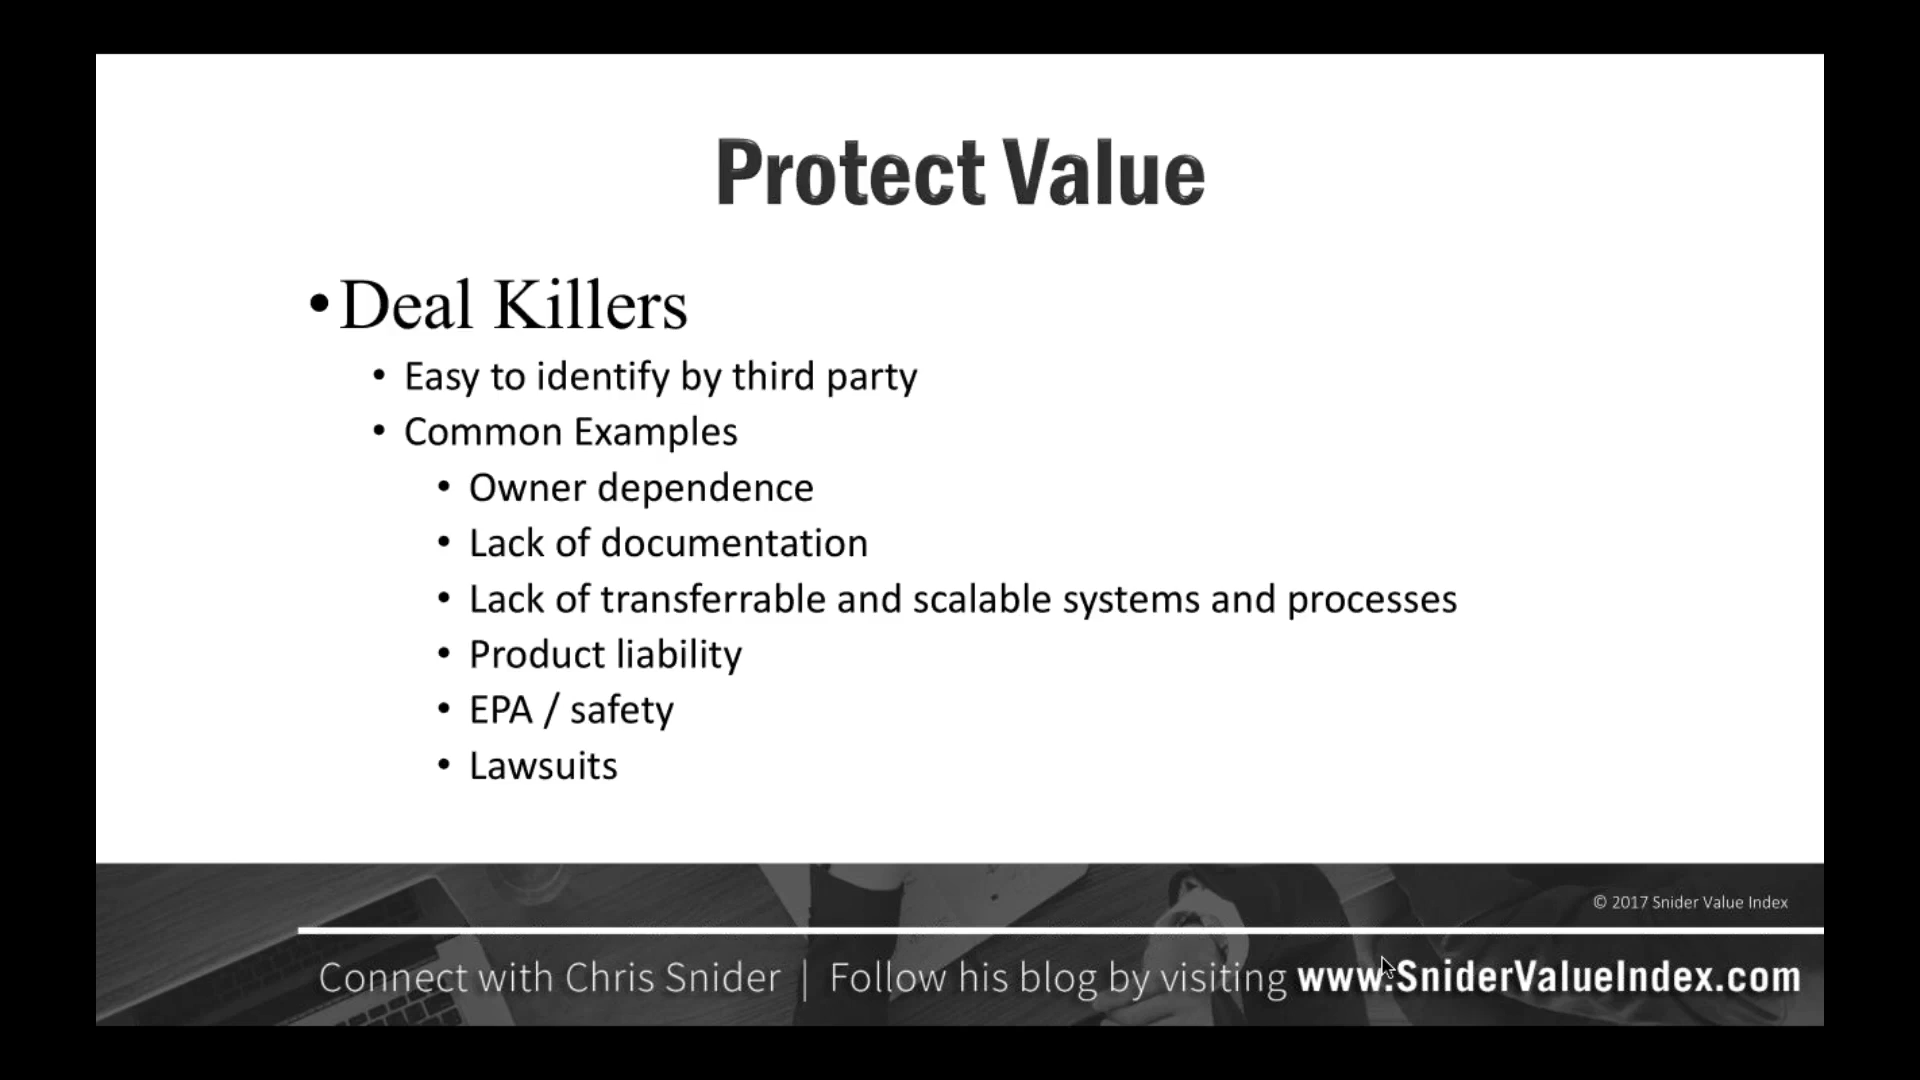 Protect Value
• Deal Killers
• Easy to identify by third party
• Common Examples
• Owner dependence
• Lack of documentation
• Lack of transferrable and scalable systems and processes
• Product liability
• EPA / safety
• Lawsuits
© 2017 Snider Value Index
Connect with Chris Snider | Follow his blog by visiting www.SniderValueIndex.com